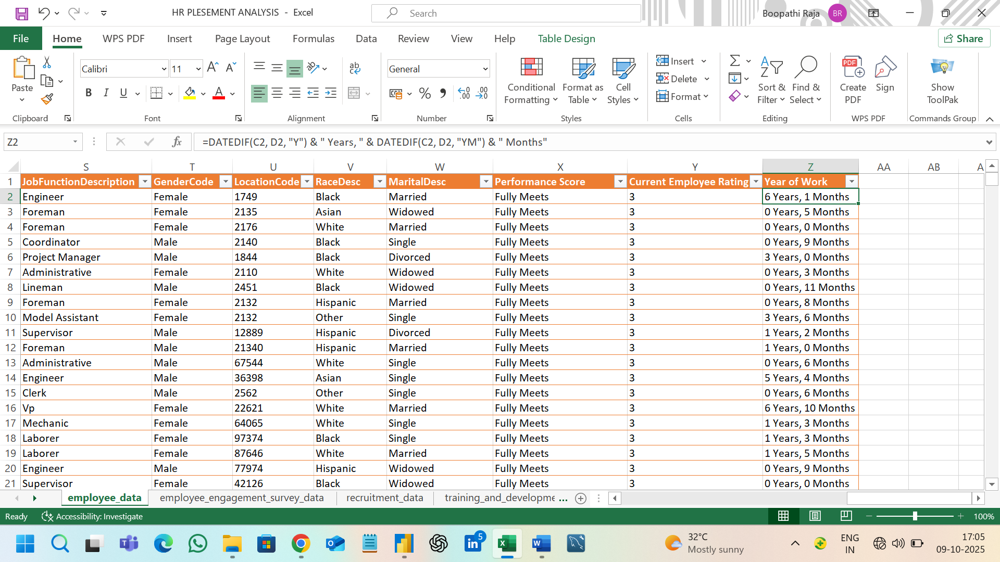 HR PLESEMENT ANALYSIS - Excel
Search
Boopathi Raja BR
File Home WPS PDF Insert Page Layout Formulas Data Review View Help Table Design Share
Paste
Clipboard
Calibri 11
B I U
Font
Alignment
General
Number
Conditional Formatting
Format as Table
Cell Styles
Styles
Insert
Delete
Format
Cells
Sort & Filter
Find & Select
Editing
Create PDF
Sign
WPS PDF
Show ToolPak
Commands Group
Z2 fx =DATEDIF(C2, D2, "Y") & " Years, " & DATEDIF(C2, D2, "YM") & " Months"
S T U V W X Y Z AA AB A
1 JobFunctionDescription GenderCode LocationCode RaceDesc MaritalDesc Performance Score Current Employee Rating Year of Work
2 Engineer Female 1749 Black Married Fully Meets 3 6 Years, 1 Months
3 Foreman Female 2135 Asian Widowed Fully Meets 3 0 Years, 5 Months
4 Foreman Female 2176 White Married Fully Meets 3 0 Years, 0 Months
5 Coordinator Male 2140 Black Single Fully Meets 3 0 Years, 9 Months
6 Project Manager Male 1844 Black Divorced Fully Meets 3 3 Years, 0 Months
7 Administrative Female 2110 White Widowed Fully Meets 3 0 Years, 3 Months
8 Lineman Male 2451 Black Widowed Fully Meets 3 0 Years, 11 Months
9 Foreman Female 2132 Hispanic Married Fully Meets 3 0 Years, 8 Months
10 Model Assistant Female 2132 Other Single Fully Meets 3 3 Years, 6 Months
11 Supervisor Male 12889 Hispanic Divorced Fully Meets 3 1 Years, 2 Months
12 Foreman Male 21340 Hispanic Married Fully Meets 3 1 Years, 0 Months
13 Administrative Male 67544 White Single Fully Meets 3 0 Years, 6 Months
14 Engineer Male 36398 Asian Single Fully Meets 3 5 Years, 4 Months
15 Clerk Male 2562 Other Single Fully Meets 3 0 Years, 6 Months
16 Vp Female 22621 White Married Fully Meets 3 6 Years, 10 Months
17 Mechanic Female 64065 White Single Fully Meets 3 1 Years, 3 Months
18 Laborer Female 97374 Black Single Fully Meets 3 1 Years, 3 Months
19 Laborer Female 87646 White Married Fully Meets 3 1 Years, 5 Months
20 Engineer Male 77974 Hispanic Widowed Fully Meets 3 0 Years, 9 Months
21 Supervisor Female 42126 Black Widowed Fully Meets 3 0 Years, 0 Months
employee_data employee_engagement_survey_data recruitment_data training_and_developme ...
Ready Accessibility: Investigate 100%
5
32°C
Mostly sunny
ENG
IN
17:05
09-10-2025